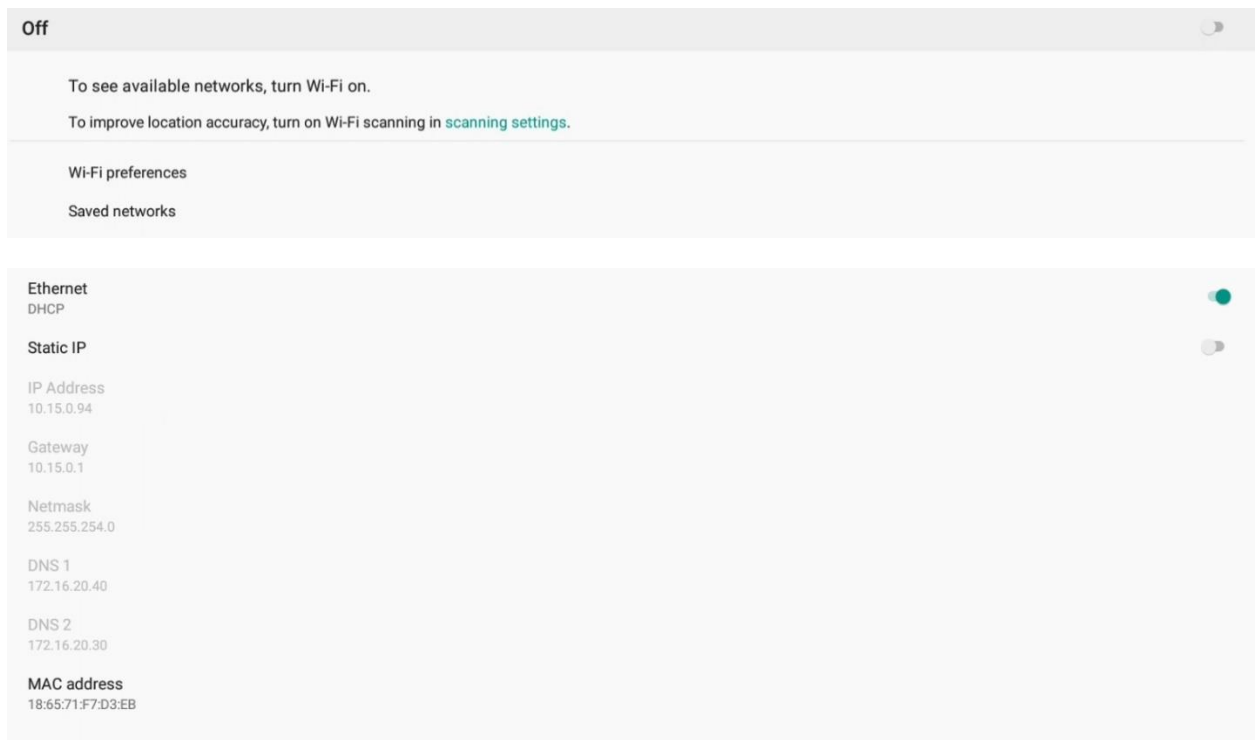 Off
To see available networks, turn Wi-Fi on.
To improve location accuracy, turn on Wi-Fi scanning in scanning settings.
Wi-Fi preferences
Saved networks
Ethernet
DHCP
Static IP
IP Address
10.15.0.94
Gateway
10.15.0.1
Netmask
255.255.254.0
DNS 1
172.16.20.40
DNS 2
172.16.20.30
MAC address
18:65:71:F7:D3:EB